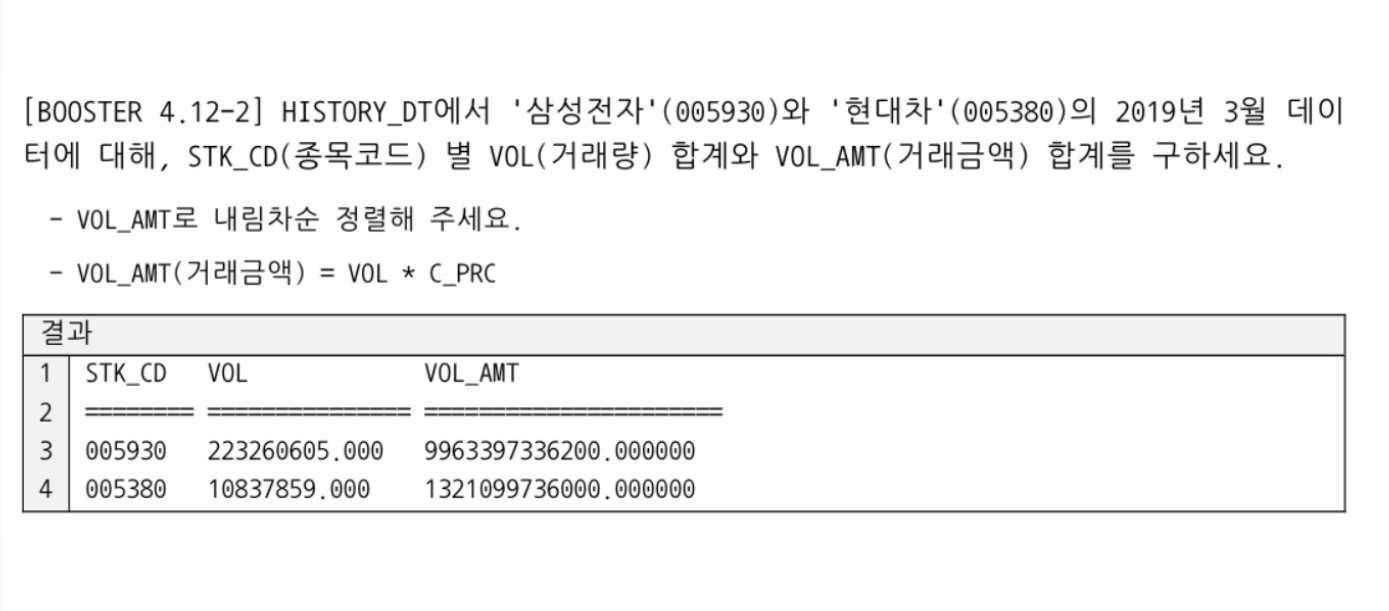 [BOOSTER 4.12-2] HISTORY_DT에서 '삼성전자'(005930)와 '현대차'(005380)의 2019년 3월 데이
터에 대해, STK_CD(종목코드) 별 VOL(거래량) 합계와 VOL_AMT(거래금액) 합계를 구하세요.
- VOL_AMT로 내림차순 정렬해 주세요.
- VOL_AMT(거래금액) = VOL * C_PRC
결과
1 STK_CD VOL VOL_AMT
2 ======== =============== ======================
3 005930 223260605.000 9963397336200.000000
4 005380 10837859.000 1321099736000.000000